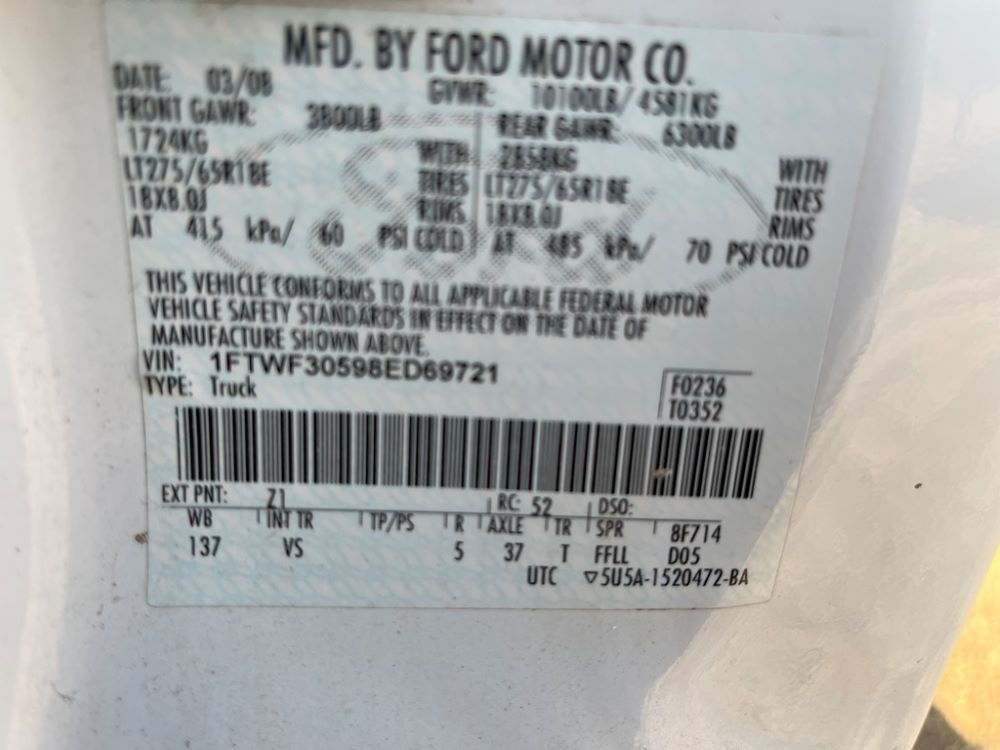 MFD. BY FORD MOTOR CO.
DATE: 03/08 GVWR: 10100LB/ 4581KG
FRONT GAWR: 3800LB REAR GAWR: 6300LB
1724KG WITH 2858KG WITH
LT275/65R18E TIRES LT275/65R18E TIRES
18X8.0J RIMS 18X8.0J RIMS
AT 415 kPa/ 60 PSI COLD AT 485 kPa/ 70 PSI COLD
THIS VEHICLE CONFORMS TO ALL APPLICABLE FEDERAL MOTOR
VEHICLE SAFETY STANDARDS IN EFFECT ON THE DATE OF
MANUFACTURE SHOWN ABOVE.
VIN: 1FTWF30598ED69721
TYPE: Truck
F0236
T0352
EXT PNT: Z1 RC: 52 DSO:
WB INT TR TP/PS R AXLE TR SPR 8F714
137 VS 5 37 T FFLL D05
UTC ▽5U5A-1520472-BA